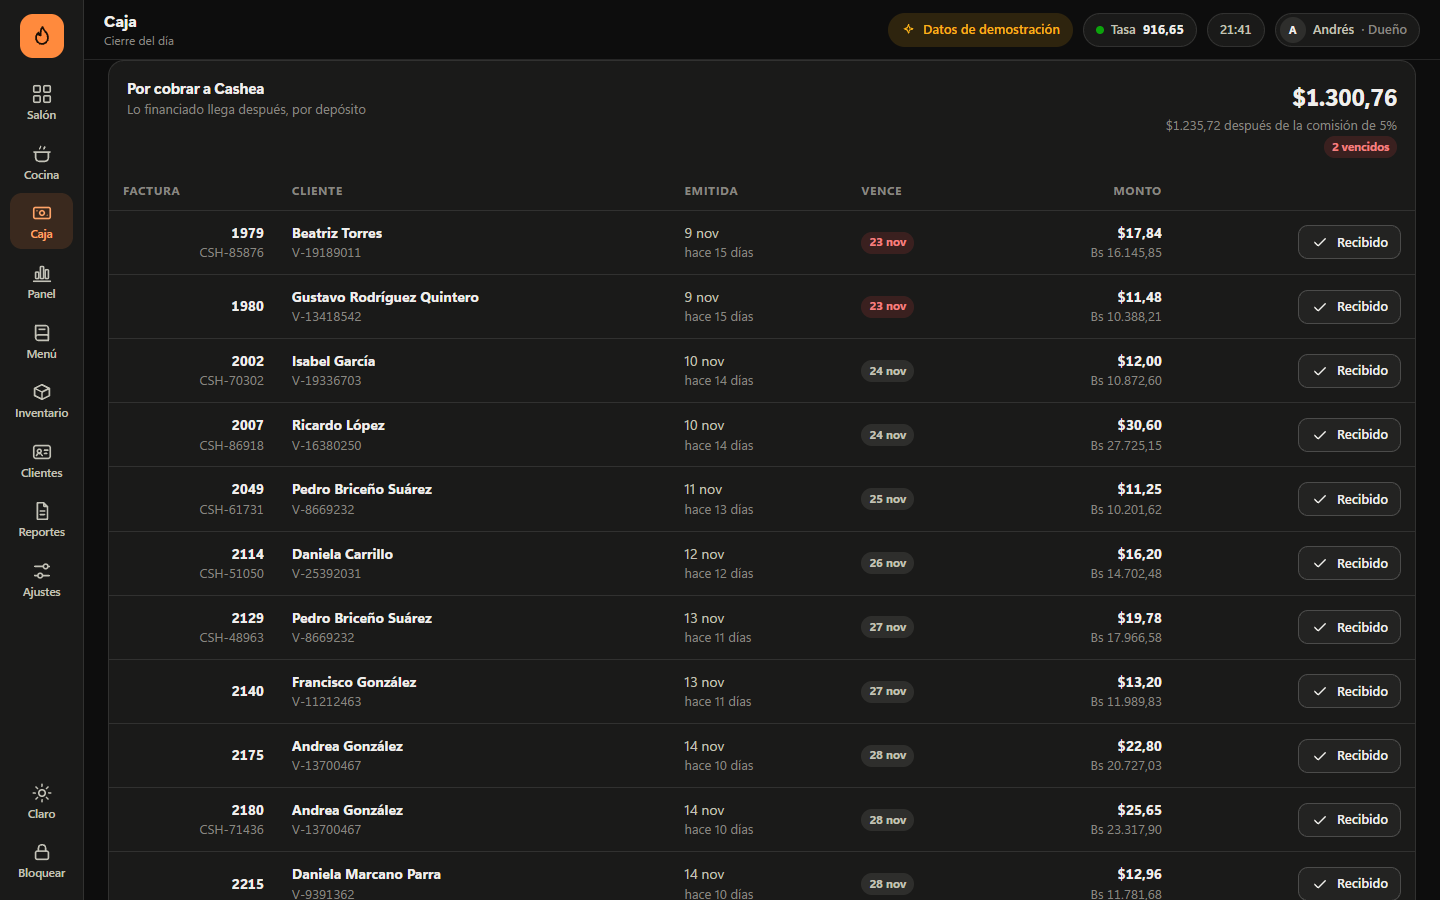 Caja
Cierre del día
Datos de demostración
Tasa 916,65
21:41
A Andrés · Dueño
Salón
Cocina
Caja
Panel
Menú
Inventario
Clientes
Reportes
Ajustes
Claro
Bloquear
Por cobrar a Cashea
Lo financiado llega después, por depósito
$1.300,76
$1.235,72 después de la comisión de 5%
2 vencidos
FACTURA CLIENTE EMITIDA VENCE MONTO
1979 Beatriz Torres 9 nov 23 nov $17,84 Recibido
CSH-85876 V-19189011 hace 15 días Bs 16.145,85
1980 Gustavo Rodríguez Quintero 9 nov 23 nov $11,48 Recibido
V-13418542 hace 15 días Bs 10.388,21
2002 Isabel García 10 nov 24 nov $12,00 Recibido
CSH-70302 V-19336703 hace 14 días Bs 10.872,60
2007 Ricardo López 10 nov 24 nov $30,60 Recibido
CSH-86918 V-16380250 hace 14 días Bs 27.725,15
2049 Pedro Briceño Suárez 11 nov 25 nov $11,25 Recibido
CSH-61731 V-8669232 hace 13 días Bs 10.201,62
2114 Daniela Carrillo 12 nov 26 nov $16,20 Recibido
CSH-51050 V-25392031 hace 12 días Bs 14.702,48
2129 Pedro Briceño Suárez 13 nov 27 nov $19,78 Recibido
CSH-48963 V-8669232 hace 11 días Bs 17.966,58
2140 Francisco González 13 nov 27 nov $13,20 Recibido
V-11212463 hace 11 días Bs 11.989,83
2175 Andrea González 14 nov 28 nov $22,80 Recibido
V-13700467 hace 10 días Bs 20.727,03
2180 Andrea González 14 nov 28 nov $25,65 Recibido
CSH-71436 V-13700467 hace 10 días Bs 23.317,90
2215 Daniela Marcano Parra 14 nov 28 nov $12,96 Recibido
V-9391362 hace 10 días Bs 11.781,68